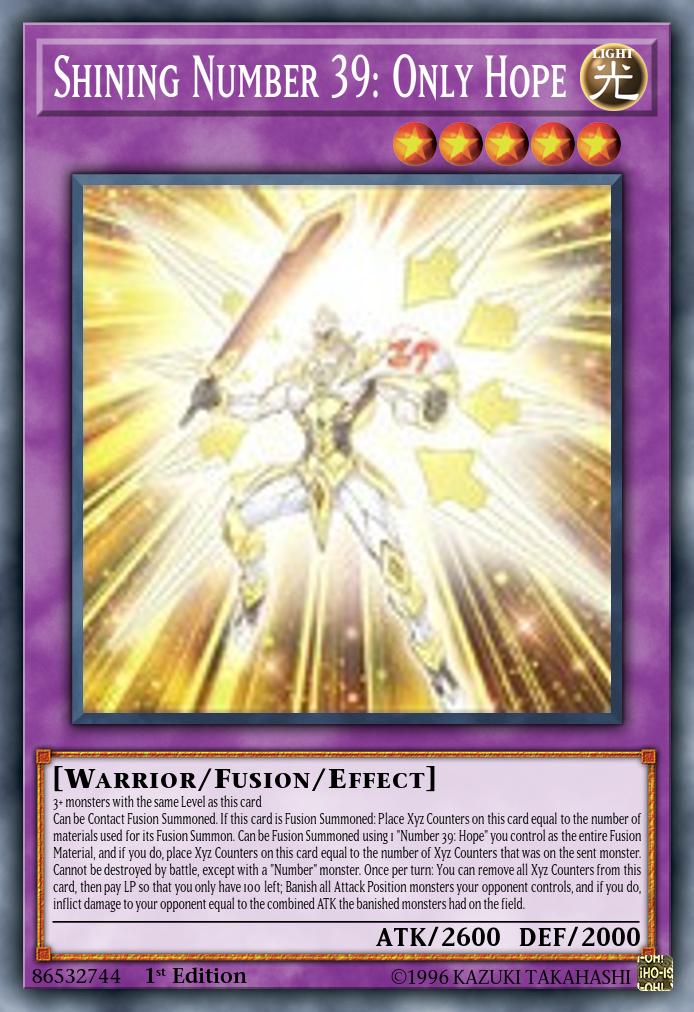 Shining Number 39: Only Hope
LIGHT
光
39
[Warrior/Fusion/Effect]
3+ monsters with the same Level as this card
Can be Contact Fusion Summoned. If this card is Fusion Summoned: Place Xyz Counters on this card equal to the number of
materials used for its Fusion Summon. Can be Fusion Summoned using 1 "Number 39: Hope" you control as the entire Fusion
Material, and if you do, place Xyz Counters on this card equal to the number of Xyz Counters that was on the sent monster.
Cannot be destroyed by battle, except with a "Number" monster. Once per turn: You can remove all Xyz Counters from this
card, then pay LP so that you only have 100 left; Banish all Attack Position monsters your opponent controls, and if you do,
inflict damage to your opponent equal to the combined ATK the banished monsters had on the field.
ATK/2600 DEF/2000
86532744 1st Edition ©1996 KAZUKI TAKAHASHI